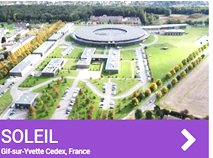 SOLEIL
Gif-sur-Yvette Cedex, France